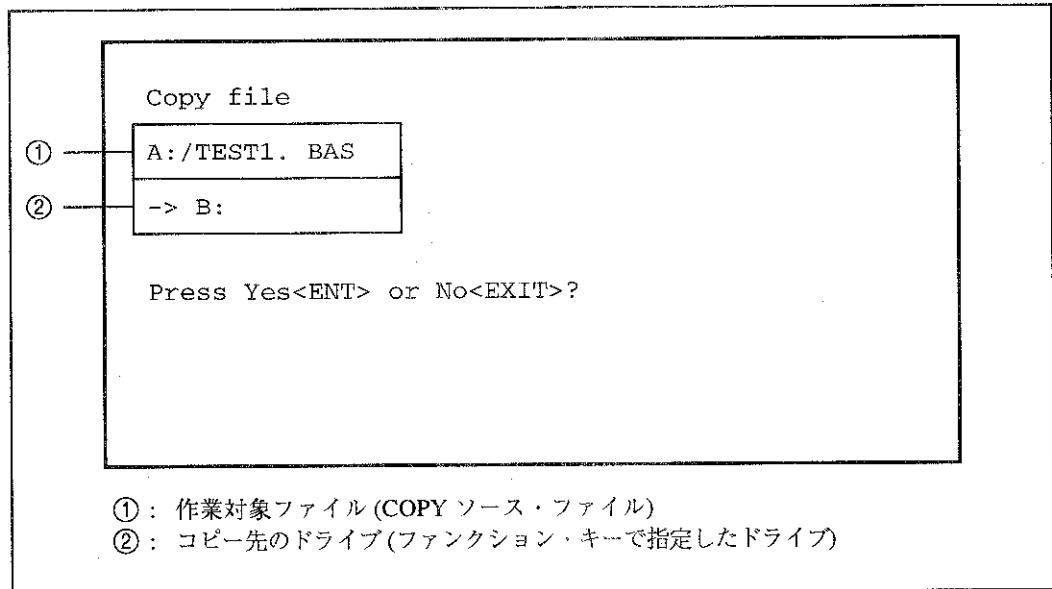 Copy file
① A:/TEST1. BAS
② -> B:
Press Yes<ENT> or No<EXIT>?
①： 作業対象ファイル(COPY ソース・ファイル)
②： コピー先のドライブ(ファンクション・キーで指定したドライブ)